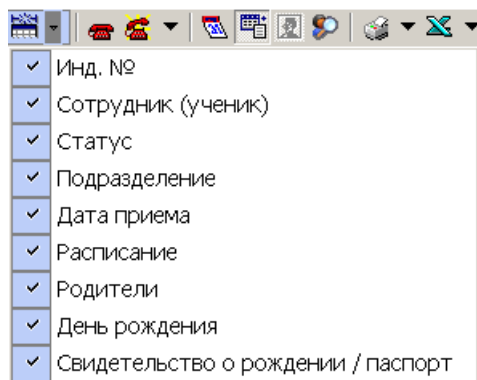 Инд. №
Сотрудник (ученик)
Статус
Подразделение
Дата приема
Расписание
Родители
День рождения
Свидетельство о рождении / паспорт